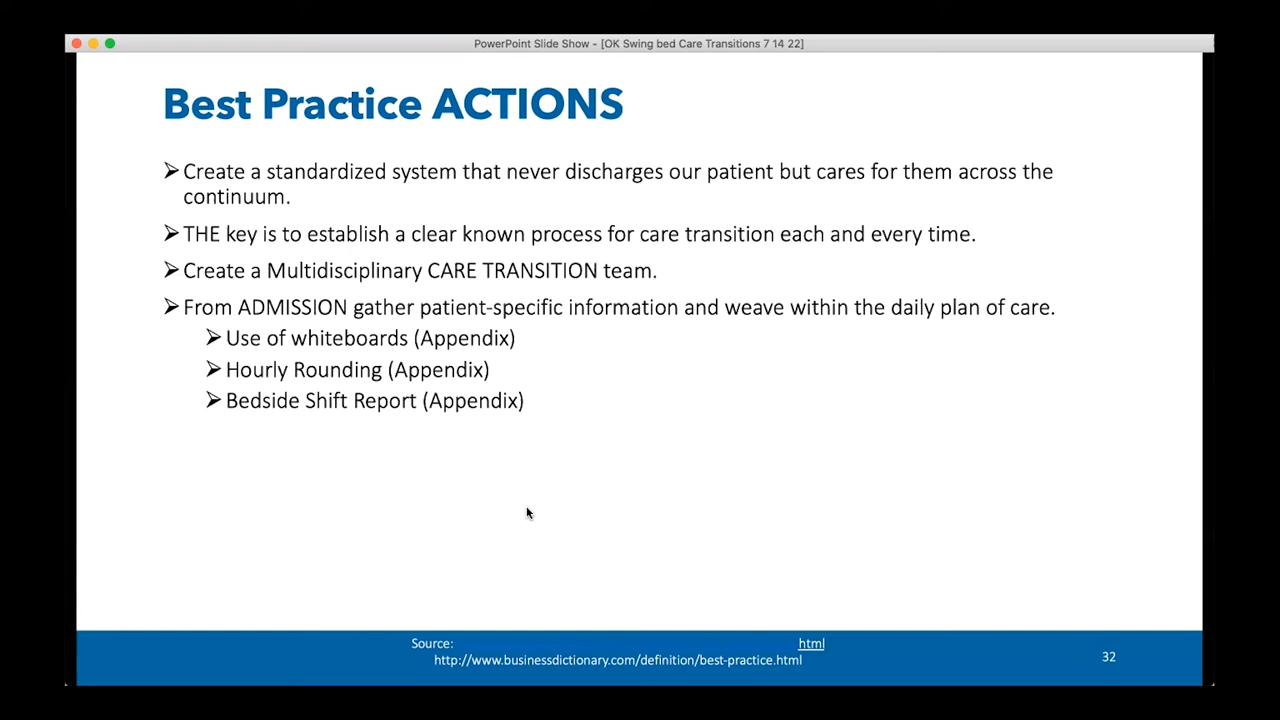 PowerPoint Slide Show - [OK Swing bed Care Transitions 7 14 22]
Best Practice ACTIONS
Create a standardized system that never discharges our patient but cares for them across the
continuum.
THE key is to establish a clear known process for care transition each and every time.
Create a Multidisciplinary CARE TRANSITION team.
From ADMISSION gather patient-specific information and weave within the daily plan of care.
Use of whiteboards (Appendix)
Hourly Rounding (Appendix)
Bedside Shift Report (Appendix)
Source: html
http://www.businessdictionary.com/definition/best-practice.html
32